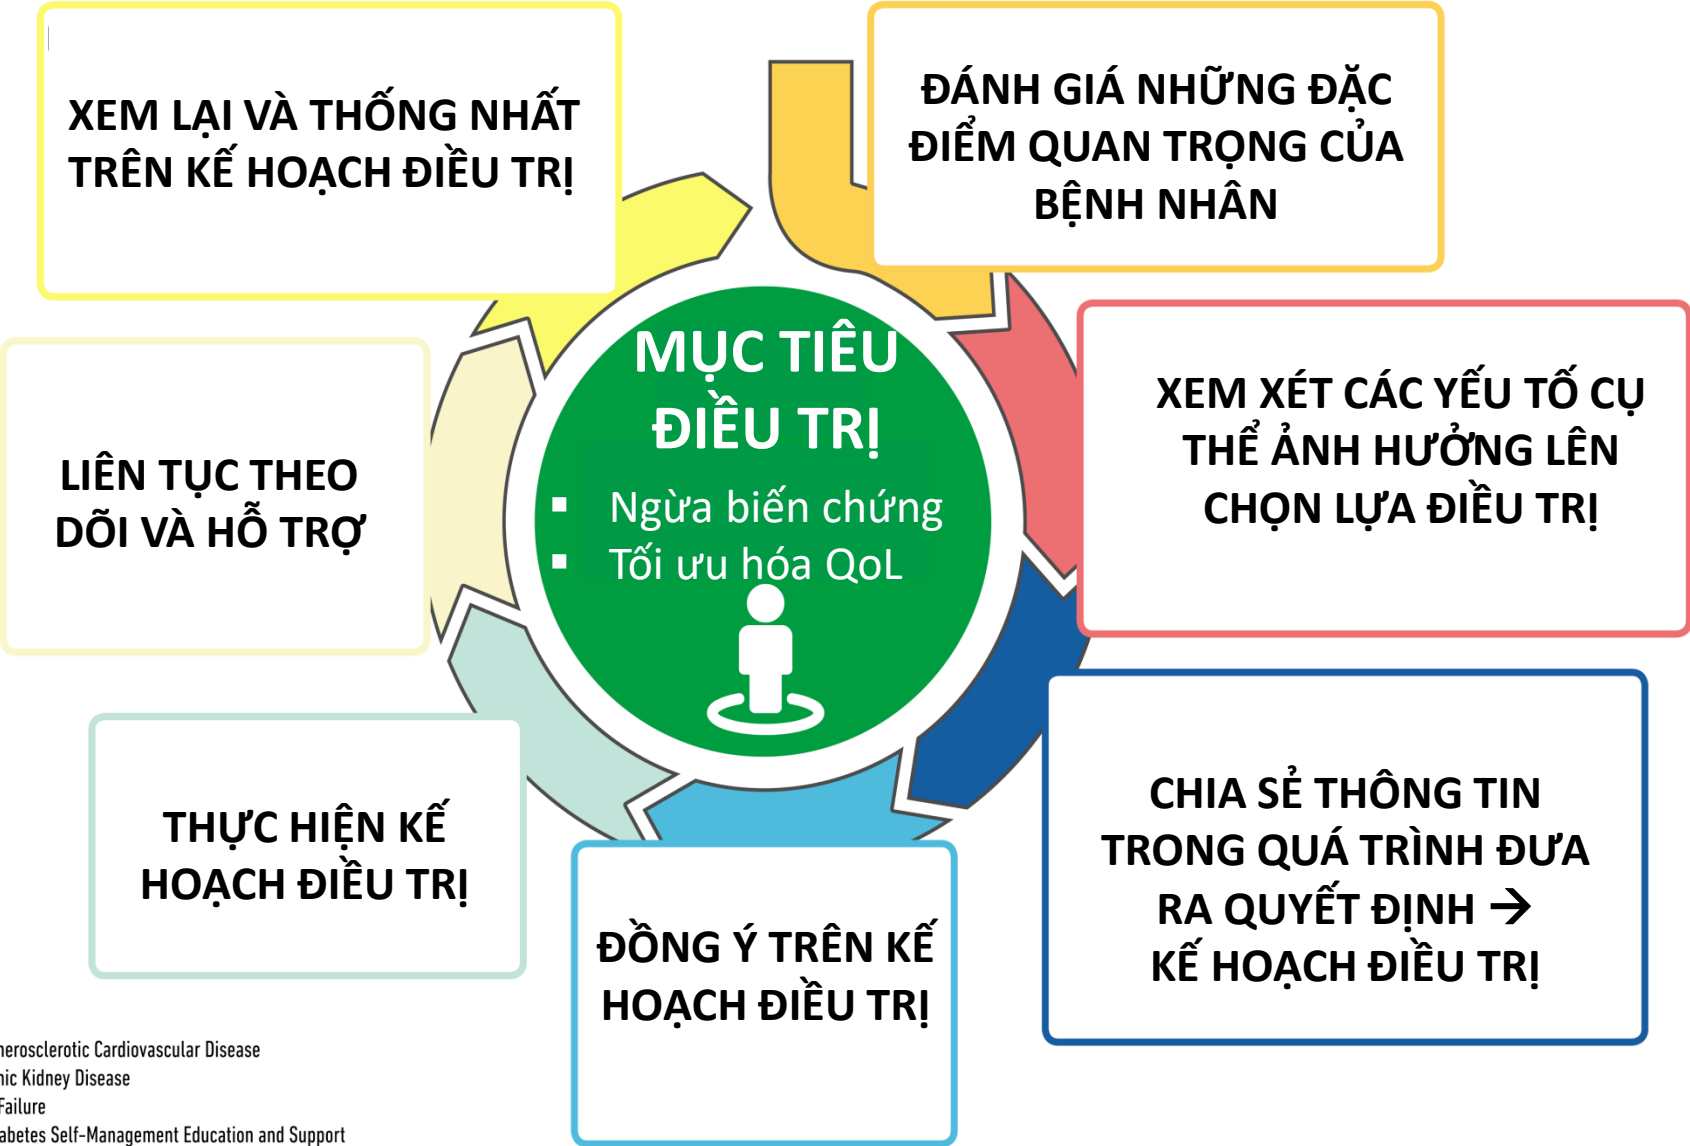 XEM LẠI VÀ THỐNG NHẤT
TRÊN KẾ HOẠCH ĐIỀU TRỊ
ĐÁNH GIÁ NHỮNG ĐẶC
ĐIỂM QUAN TRỌNG CỦA
BỆNH NHÂN
MỤC TIÊU
ĐIỀU TRỊ
▪ Ngừa biến chứng
▪ Tối ưu hóa QoL
XEM XÉT CÁC YẾU TỐ CỤ
THỂ ẢNH HƯỞNG LÊN
CHỌN LỰA ĐIỀU TRỊ
LIÊN TỤC THEO
DÕI VÀ HỖ TRỢ
THỰC HIỆN KẾ
HOẠCH ĐIỀU TRỊ
ĐỒNG Ý TRÊN KẾ
HOẠCH ĐIỀU TRỊ
CHIA SẺ THÔNG TIN
TRONG QUÁ TRÌNH ĐƯA
RA QUYẾT ĐỊNH →
KẾ HOẠCH ĐIỀU TRỊ
Cardiovascular Disease
Kidney Disease
Failure
Self-Management Education and Support